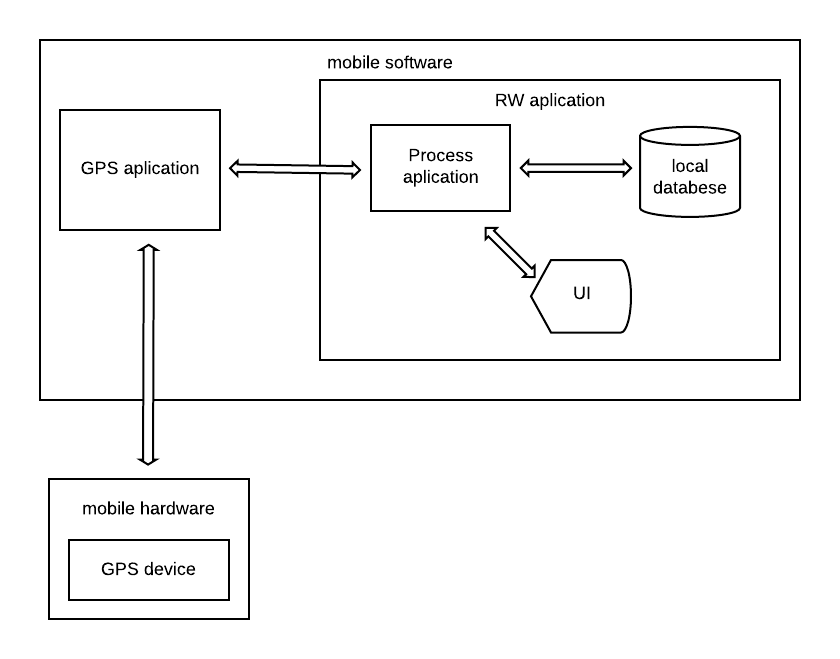 mobile software
RW aplication
GPS aplication
Process
aplication
local
databese
UI
mobile hardware
GPS device